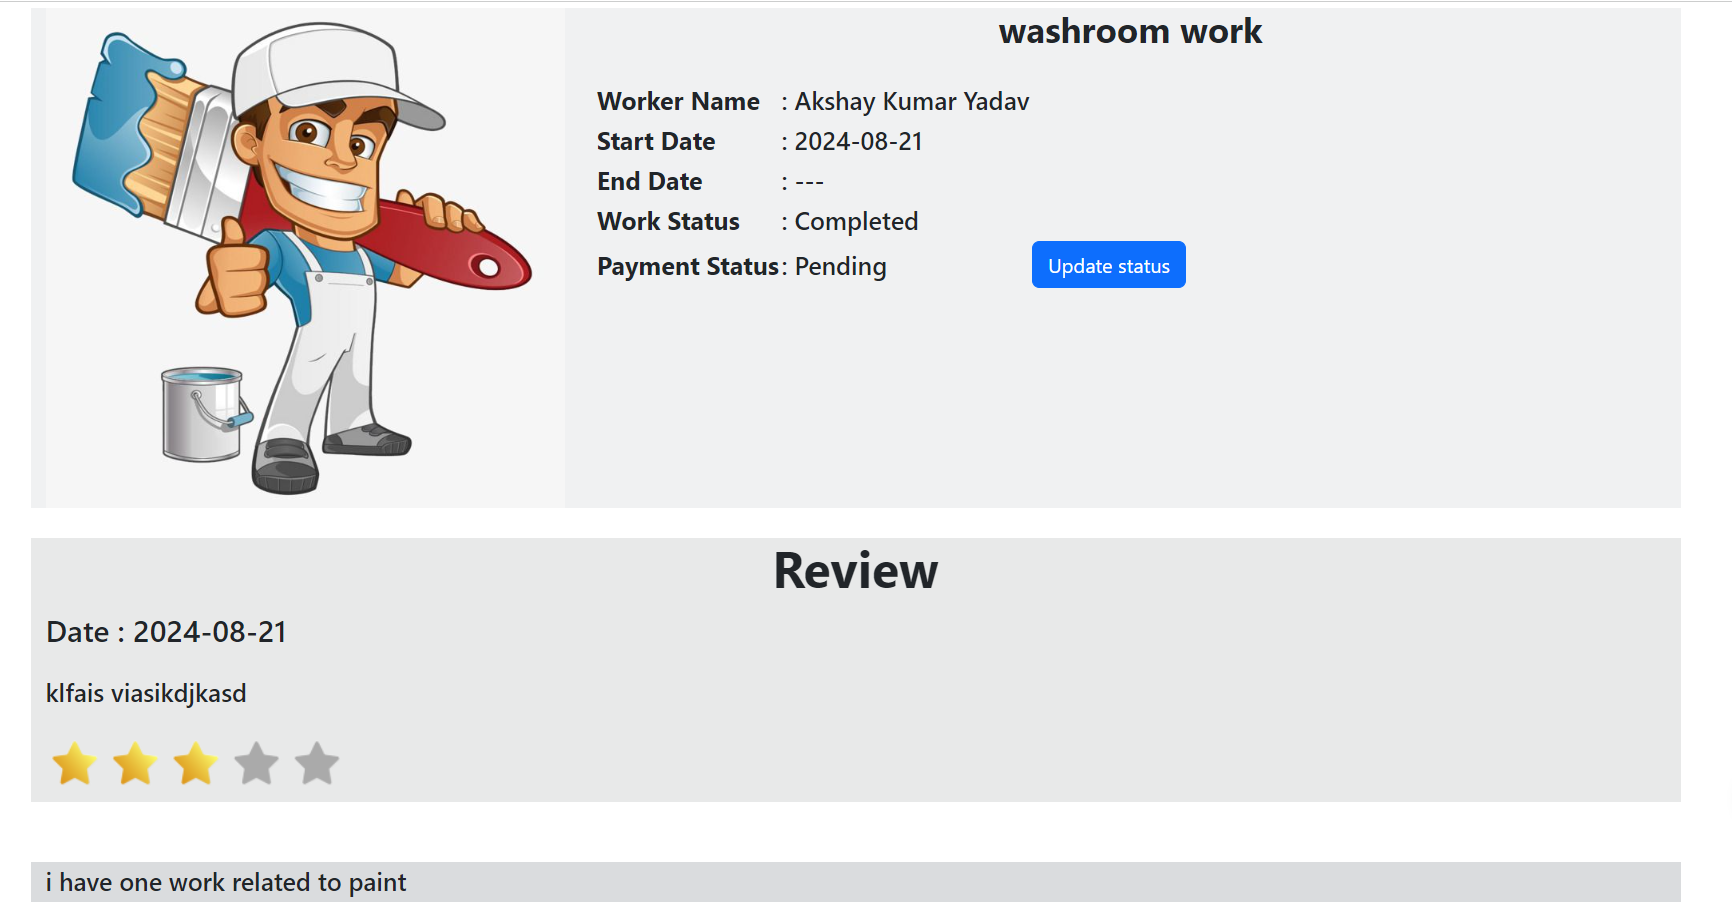 washroom work
Worker Name : Akshay Kumar Yadav
Start Date : 2024-08-21
End Date : ---
Work Status : Completed
Payment Status : Pending Update status
Review
Date : 2024-08-21
klfais viasikdjkasd
i have one work related to paint